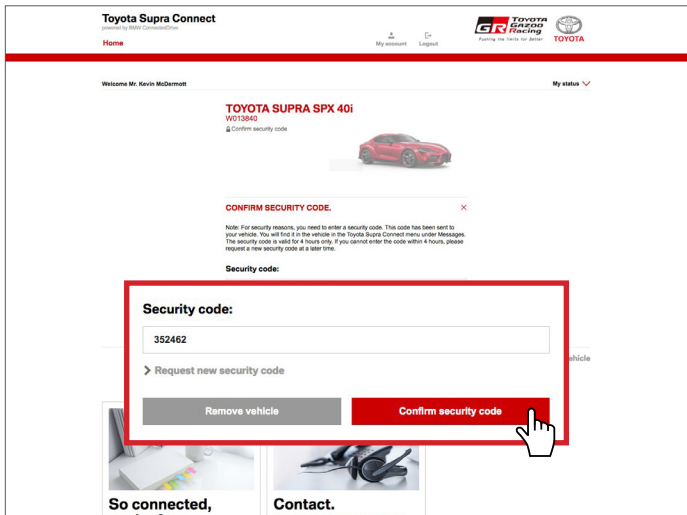 Toyota Supra Connect
powered by BMW ConnectedDrive
Home
My account
Logout
GR TOYOTA
GAZOO
Racing
Pushing the limits for Better
TOYOTA
Welcome Mr. Kevin McDermott
My status
TOYOTA SUPRA SPX 40i
W013840
Confirm security code
CONFIRM SECURITY CODE.
Note: For security reasons, you need to enter a security code. This code has been sent to
your vehicle. You will find it in the vehicle in the Toyota Supra Connect menu under Messages.
The security code is valid for 4 hours only. If you cannot enter the code within 4 hours, please
request a new security code at a later time.
Security code:
Security code:
352462
Request new security code
Remove vehicle
Confirm security code
So connected,
Contact.